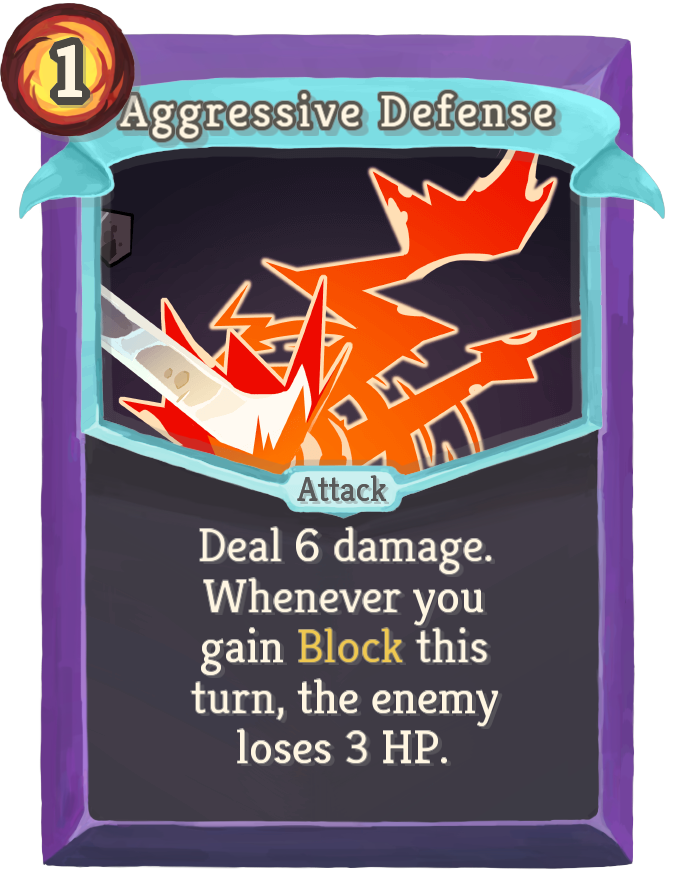 1
Aggressive Defense
Attack
Deal 6 damage.
Whenever you
gain Block this
turn, the enemy
loses 3 HP.